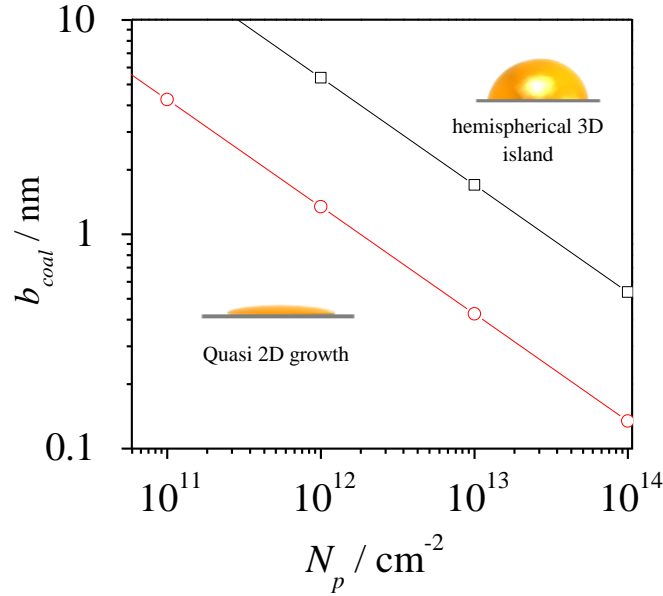 10
hemispherical 3D
island
1
Quasi 2D growth
0.1
10^11 10^12 10^13 10^14
b_coal / nm
N_p / cm^-2